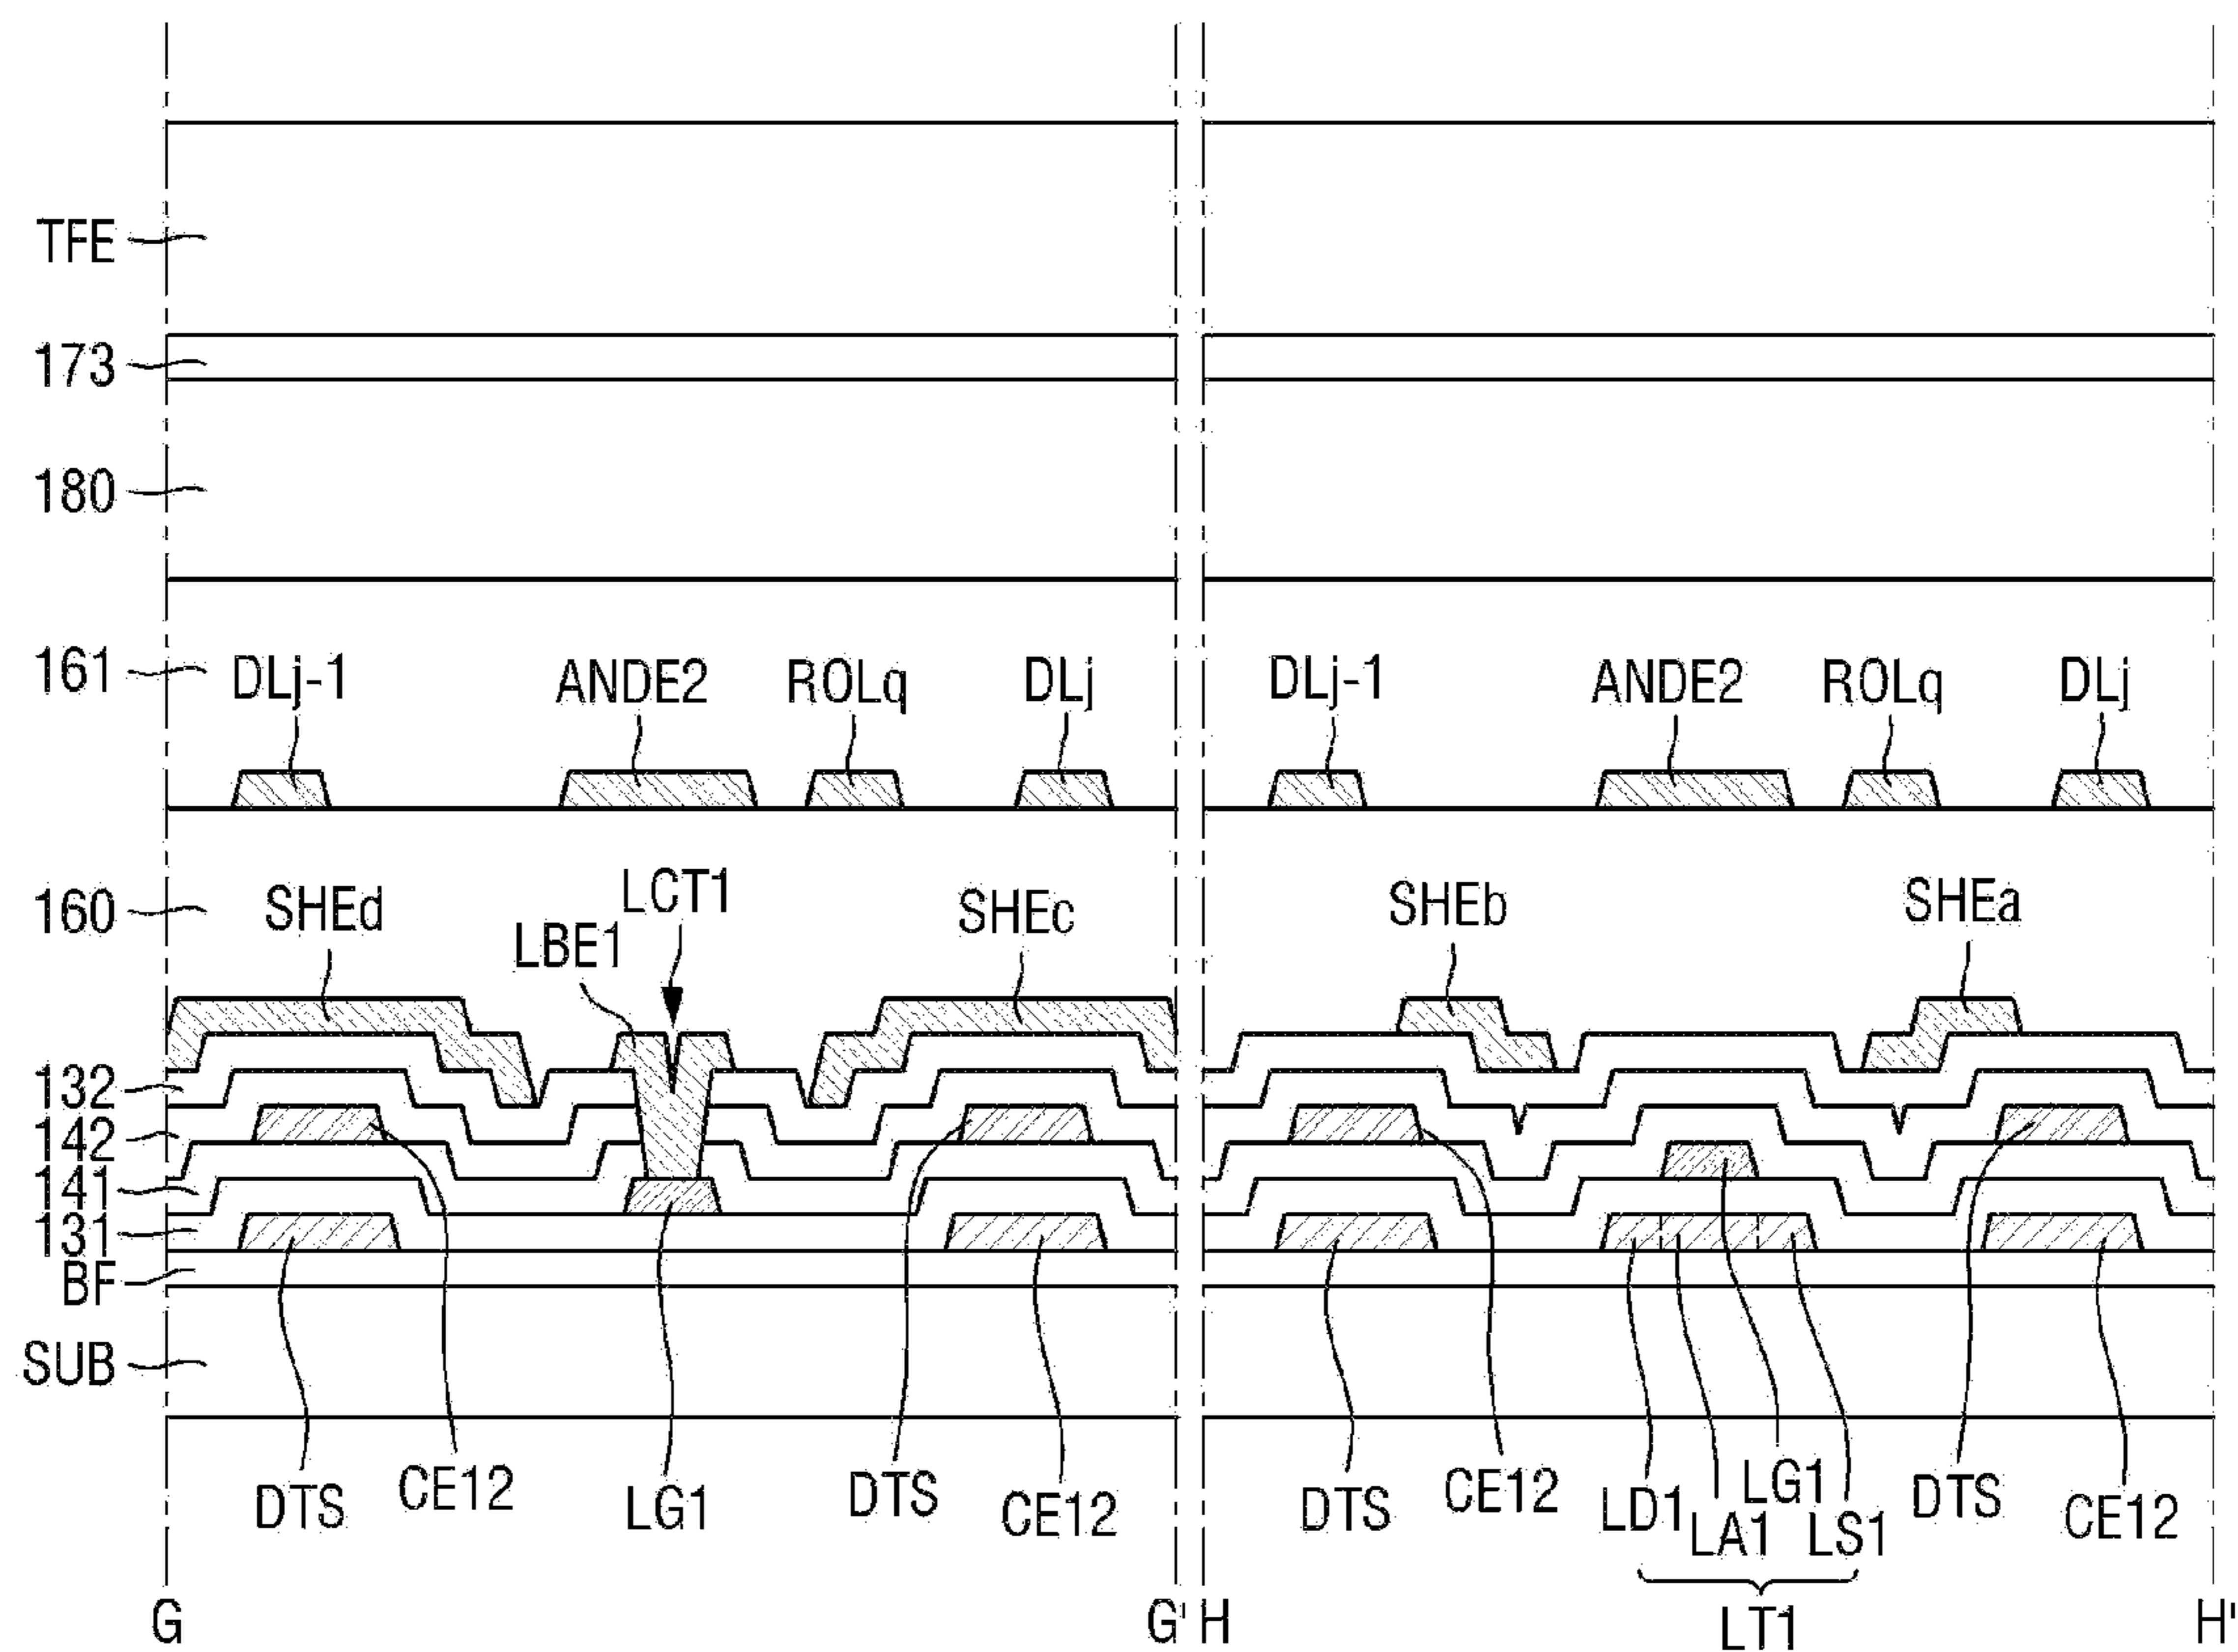 TFE
173
180
161 DLj-1 ANDE2 ROLq DLj DLj-1 ANDE2 ROLq DLj
160 SHEd LBE1 LCT1 SHEc SHEb SHEa
132
142
141
131
BF
SUB
DTS CE12 LG1 DTS CE12 DTS CE12 LD1 LA1 LG1 LS1 DTS CE12
LT1
G G' H H'